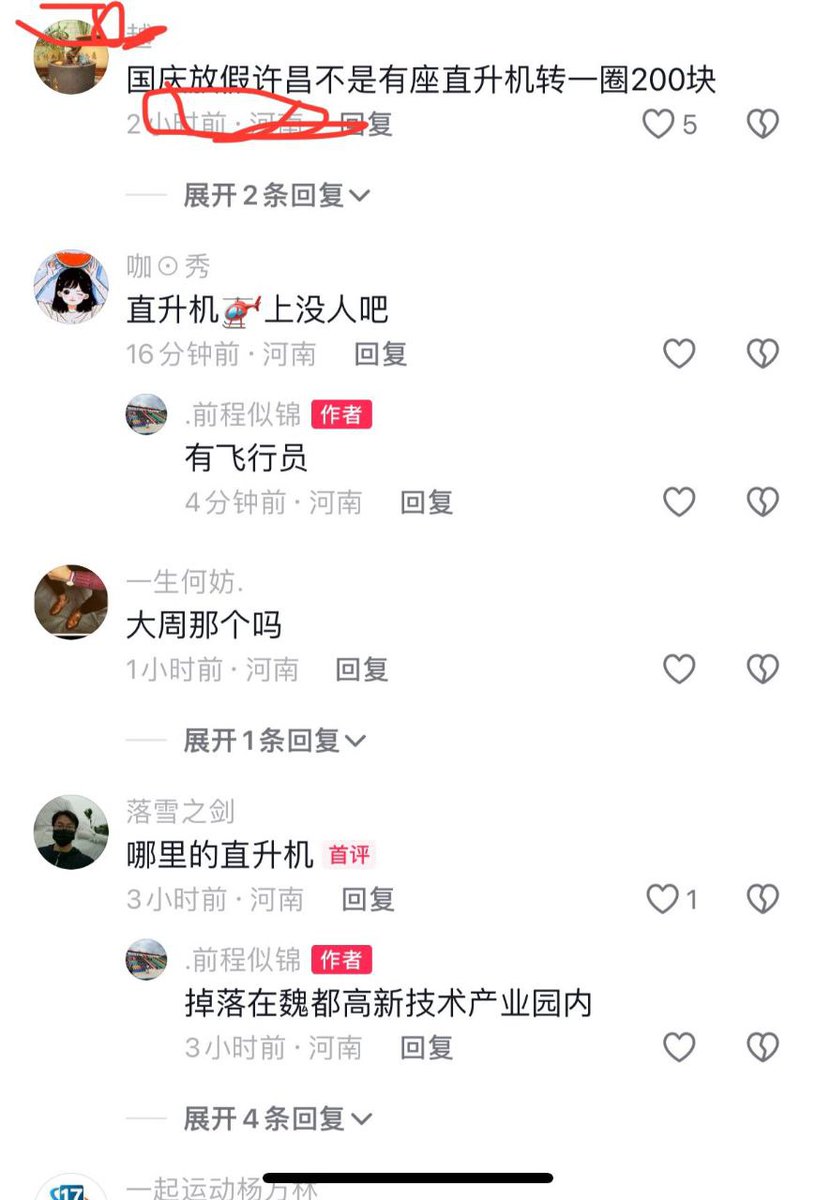 越
国庆放假许昌不是有座直升机转一圈200块
2小时前·河南 回复
5
展开2条回复
咖⊙秀
直升机🚁上没人吧
16分钟前·河南 回复
.前程似锦 作者
有飞行员
4分钟前·河南 回复
一生何妨.
大周那个吗
1小时前·河南 回复
展开1条回复
落雪之剑
哪里的直升机 首评
3小时前·河南 回复
1
.前程似锦 作者
掉落在魏都高新技术产业园内
3小时前·河南 回复
展开4条回复
17
一起运动杨万林